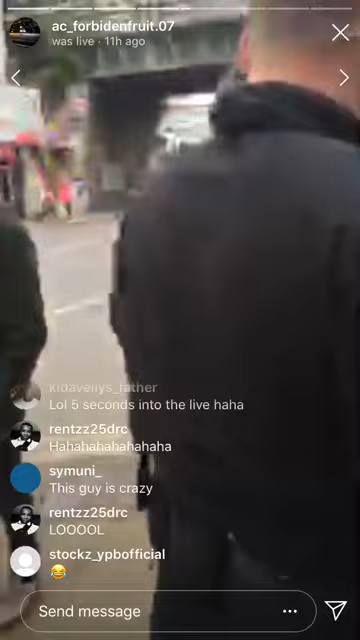 ac_forbidenfruit.07
was live · 11h ago
kidavellys_father
Lol 5 seconds into the live haha
rentzz25drc
Hahahahahahahaha
symuni_
This guy is crazy
rentzz25drc
LOOOOL
stockz_ypbofficial
😂
Send message